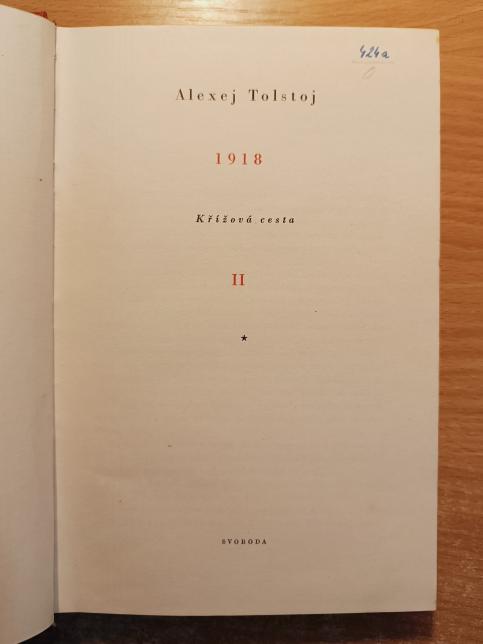 424a
Alexej Tolstoj
1918
Křížová cesta
II
*
SVOBODA